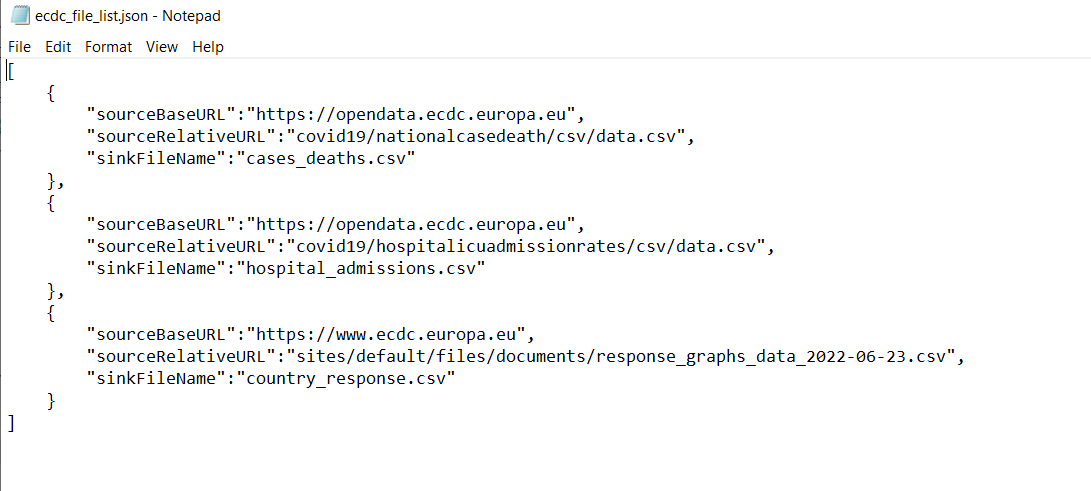 ecdc_file_list.json - Notepad
File Edit Format View Help
[
    {
        "sourceBaseURL":"https://opendata.ecdc.europa.eu",
        "sourceRelativeURL":"covid19/nationalcasedeath/csv/data.csv",
        "sinkFileName":"cases_deaths.csv"
    },
    {
        "sourceBaseURL":"https://opendata.ecdc.europa.eu",
        "sourceRelativeURL":"covid19/hospitalicuadmissionrates/csv/data.csv",
        "sinkFileName":"hospital_admissions.csv"
    },
    {
        "sourceBaseURL":"https://www.ecdc.europa.eu",
        "sourceRelativeURL":"sites/default/files/documents/response_graphs_data_2022-06-23.csv",
        "sinkFileName":"country_response.csv"
    }
]